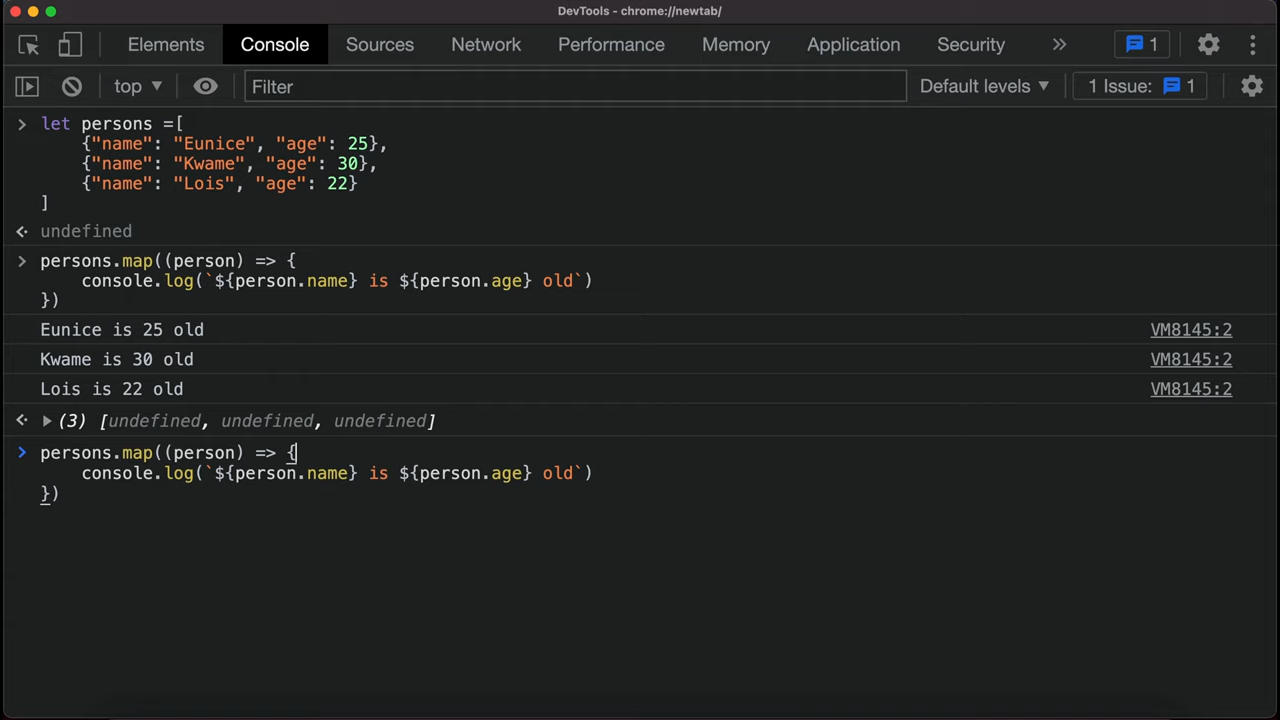 DevTools - chrome://newtab/
Elements Console Sources Network Performance Memory Application Security » 1
top ▼ Filter Default levels ▼ 1 Issue: 1
> let persons =[
{"name": "Eunice", "age": 25},
{"name": "Kwame", "age": 30},
{"name": "Lois", "age": 22}
]
undefined
> persons.map((person) => {
console.log(`${person.name} is ${person.age} old`)
})
Eunice is 25 old VM8145:2
Kwame is 30 old VM8145:2
Lois is 22 old VM8145:2
▶ (3) [undefined, undefined, undefined]
> persons.map((person) => {
console.log(`${person.name} is ${person.age} old`)
})